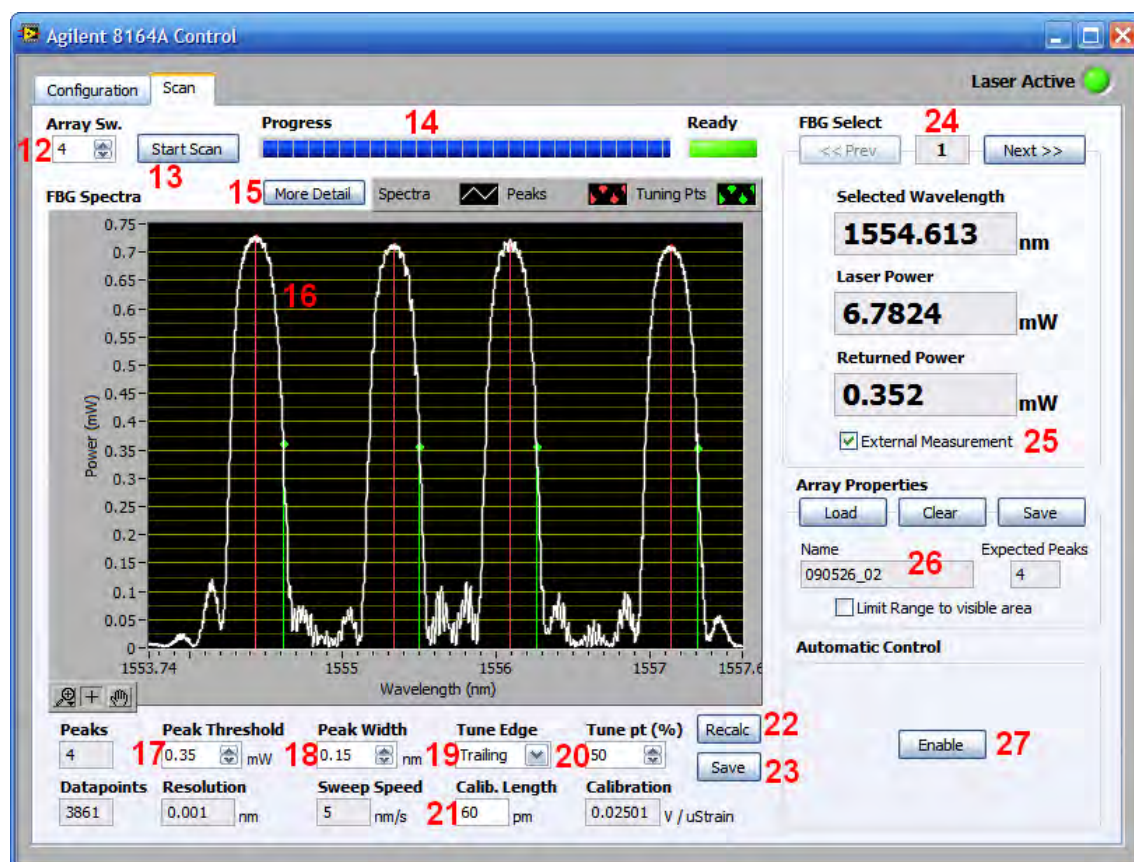 Agilent 8164A Control
Configuration Scan Laser Active
Array Sw. Progress 14 Ready FBG Select 24
12 4 Start Scan << Prev 1 Next >>
13
FBG Spectra 15 More Detail Spectra Peaks Tuning Pts
Selected Wavelength
1554.613 nm
Laser Power
6.7824 mW
Returned Power
0.352 mW
External Measurement 25
0.75
0.7
0.65
16
0.6
0.55
0.5
0.45
0.4
0.35
0.3
0.25
0.2
0.15
0.1
0.05
0
Power (mW)
1553.74 1555 1556 1557 1557.6
Wavelength (nm)
Array Properties
Load Clear Save
Name Expected Peaks
090526_02 26 4
Limit Range to visible area
Automatic Control
Enable 27
Peaks Peak Threshold Peak Width Tune Edge Tune pt (%) Recalc 22
4 17 0.35 mW 18 0.15 nm 19 Trailing 20 50
Save 23
Datapoints Resolution Sweep Speed Calib. Length Calibration
3861 0.001 nm 5 nm/s 21 60 pm 0.02501 V / uStrain